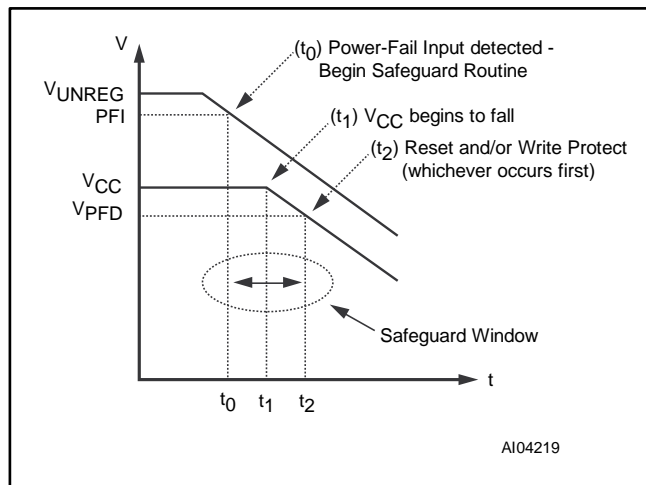 V
(t0) Power-Fail Input detected -
Begin Safeguard Routine
VUNREG
PFI
(t1) VCC begins to fall
(t2) Reset and/or Write Protect
(whichever occurs first)
VCC
VPFD
Safeguard Window
t
t0 t1 t2
AI04219